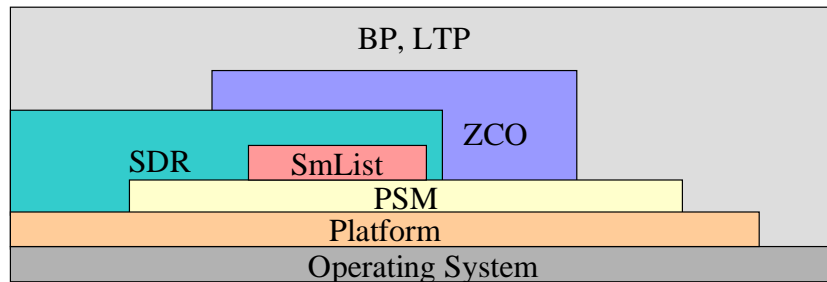 BP, LTP
ZCO
SDR
SmList
PSM
Platform
Operating System